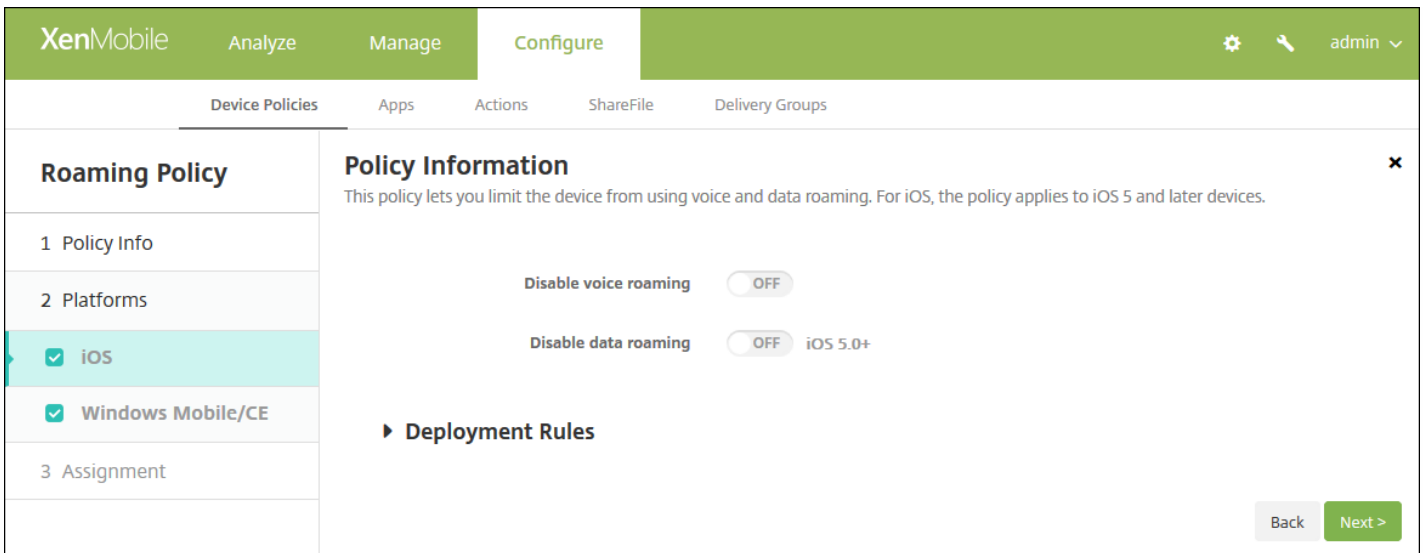 XenMobile Analyze Manage Configure admin
Device Policies Apps Actions ShareFile Delivery Groups
Roaming Policy
1 Policy Info
2 Platforms
iOS
Windows Mobile/CE
3 Assignment
Policy Information
This policy lets you limit the device from using voice and data roaming. For iOS, the policy applies to iOS 5 and later devices.
Disable voice roaming OFF
Disable data roaming OFF iOS 5.0+
Deployment Rules
Back Next >